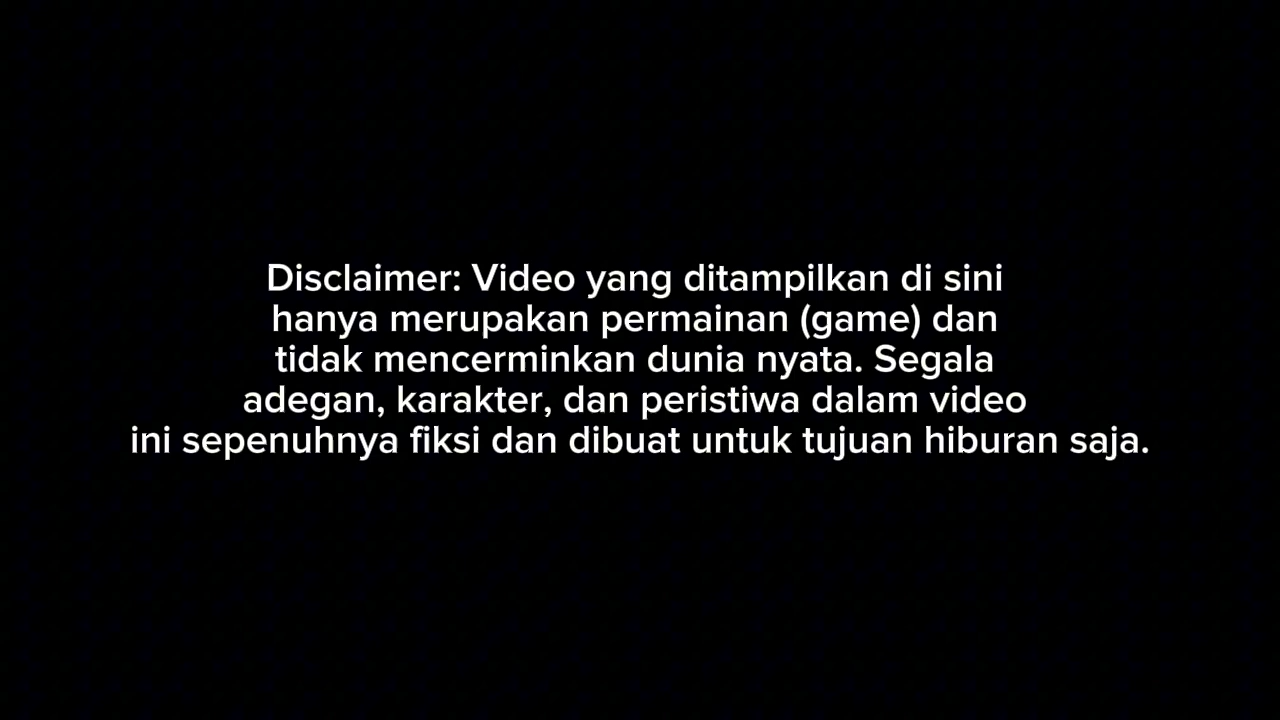 Disclaimer: Video yang ditampilkan di sini
hanya merupakan permainan (game) dan
tidak mencerminkan dunia nyata. Segala
adegan, karakter, dan peristiwa dalam video
ini sepenuhnya fiksi dan dibuat untuk tujuan hiburan saja.